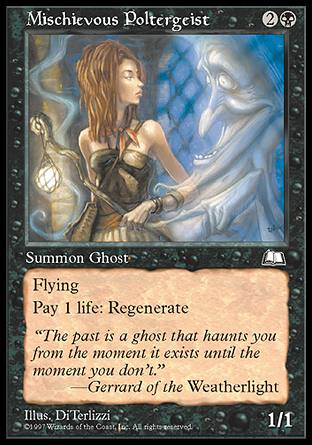 Mischievous Poltergeist 2
Summon Ghost
Flying
Pay 1 life: Regenerate
“The past is a ghost that haunts you
from the moment it exists until the
moment you don’t.”
—Gerrard of the Weatherlight
Illus. DiTerlizzi
©1997 Wizards of the Coast, Inc. All rights reserved.
1/1